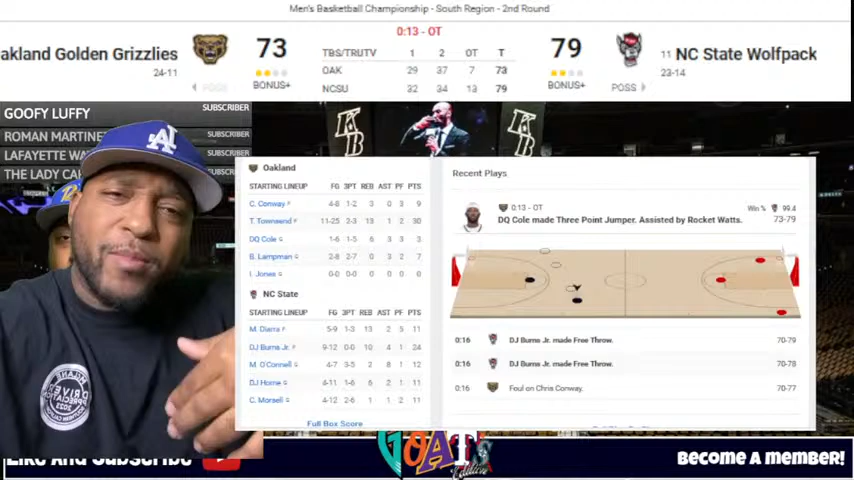 Men's Basketball Championship - South Region - 2nd Round
0:13 - OT
akland Golden Grizzlies
24-11
73
BONUS+
TBS/TRUTV 1 2 OT T
OAK 29 37 7 73
NCSU 32 34 13 79
79
BONUS+
POSS
11 NC State Wolfpack
23-14
GOOFY LUFFY SUBSCRIBER
ROMAN MARTINE SUBSCRIBER
LAFAYETTE WA SUBSCRIBER
THE LADY CA SUBSCRIBER
KB
KB
LA
Oakland
STARTING LINEUP FG 3PT REB AST PF PTS
C. Conway F 4-8 1-2 3 0 3 9
T. Townsend F 11-25 2-3 13 1 2 30
DQ Cole G 1-6 1-5 6 3 3 3
B. Lampman G 2-8 2-7 0 3 2 7
I. Jones G 0-0 0-0 0 0 0 0
NC State
STARTING LINEUP FG 3PT REB AST PF PTS
M. Diarra F 5-9 1-3 13 2 5 11
DJ Burns Jr. F 9-12 0-0 10 4 1 24
M. O'Connell G 4-7 3-5 2 8 1 12
DJ Horne G 4-11 1-6 6 2 1 11
C. Morsell G 4-12 2-6 1 1 2 11
Full Box Score
Recent Plays
0:13 - OT
Win % 99.4
DQ Cole made Three Point Jumper. Assisted by Rocket Watts. 73-79
0:16 DJ Burns Jr. made Free Throw. 70-79
0:16 DJ Burns Jr. made Free Throw. 70-78
0:16 Foul on Chris Conway. 70-77
DRIVEN
Like And Subscribe
GOAT
BECOME A MEMBER!